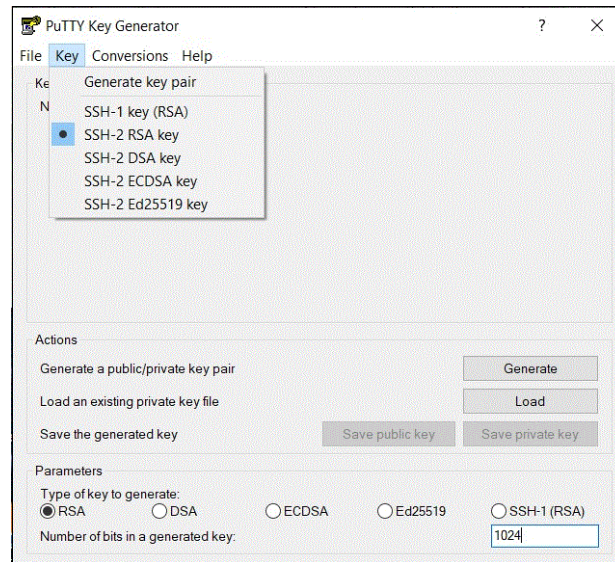 PuTTY Key Generator ? ×
File Key Conversions Help
Ke
Generate key pair
N
SSH-1 key (RSA)
SSH-2 RSA key
SSH-2 DSA key
SSH-2 ECDSA key
SSH-2 Ed25519 key
Actions
Generate a public/private key pair Generate
Load an existing private key file Load
Save the generated key Save public key Save private key
Parameters
Type of key to generate:
RSA DSA ECDSA Ed25519 SSH-1 (RSA)
Number of bits in a generated key: 1024